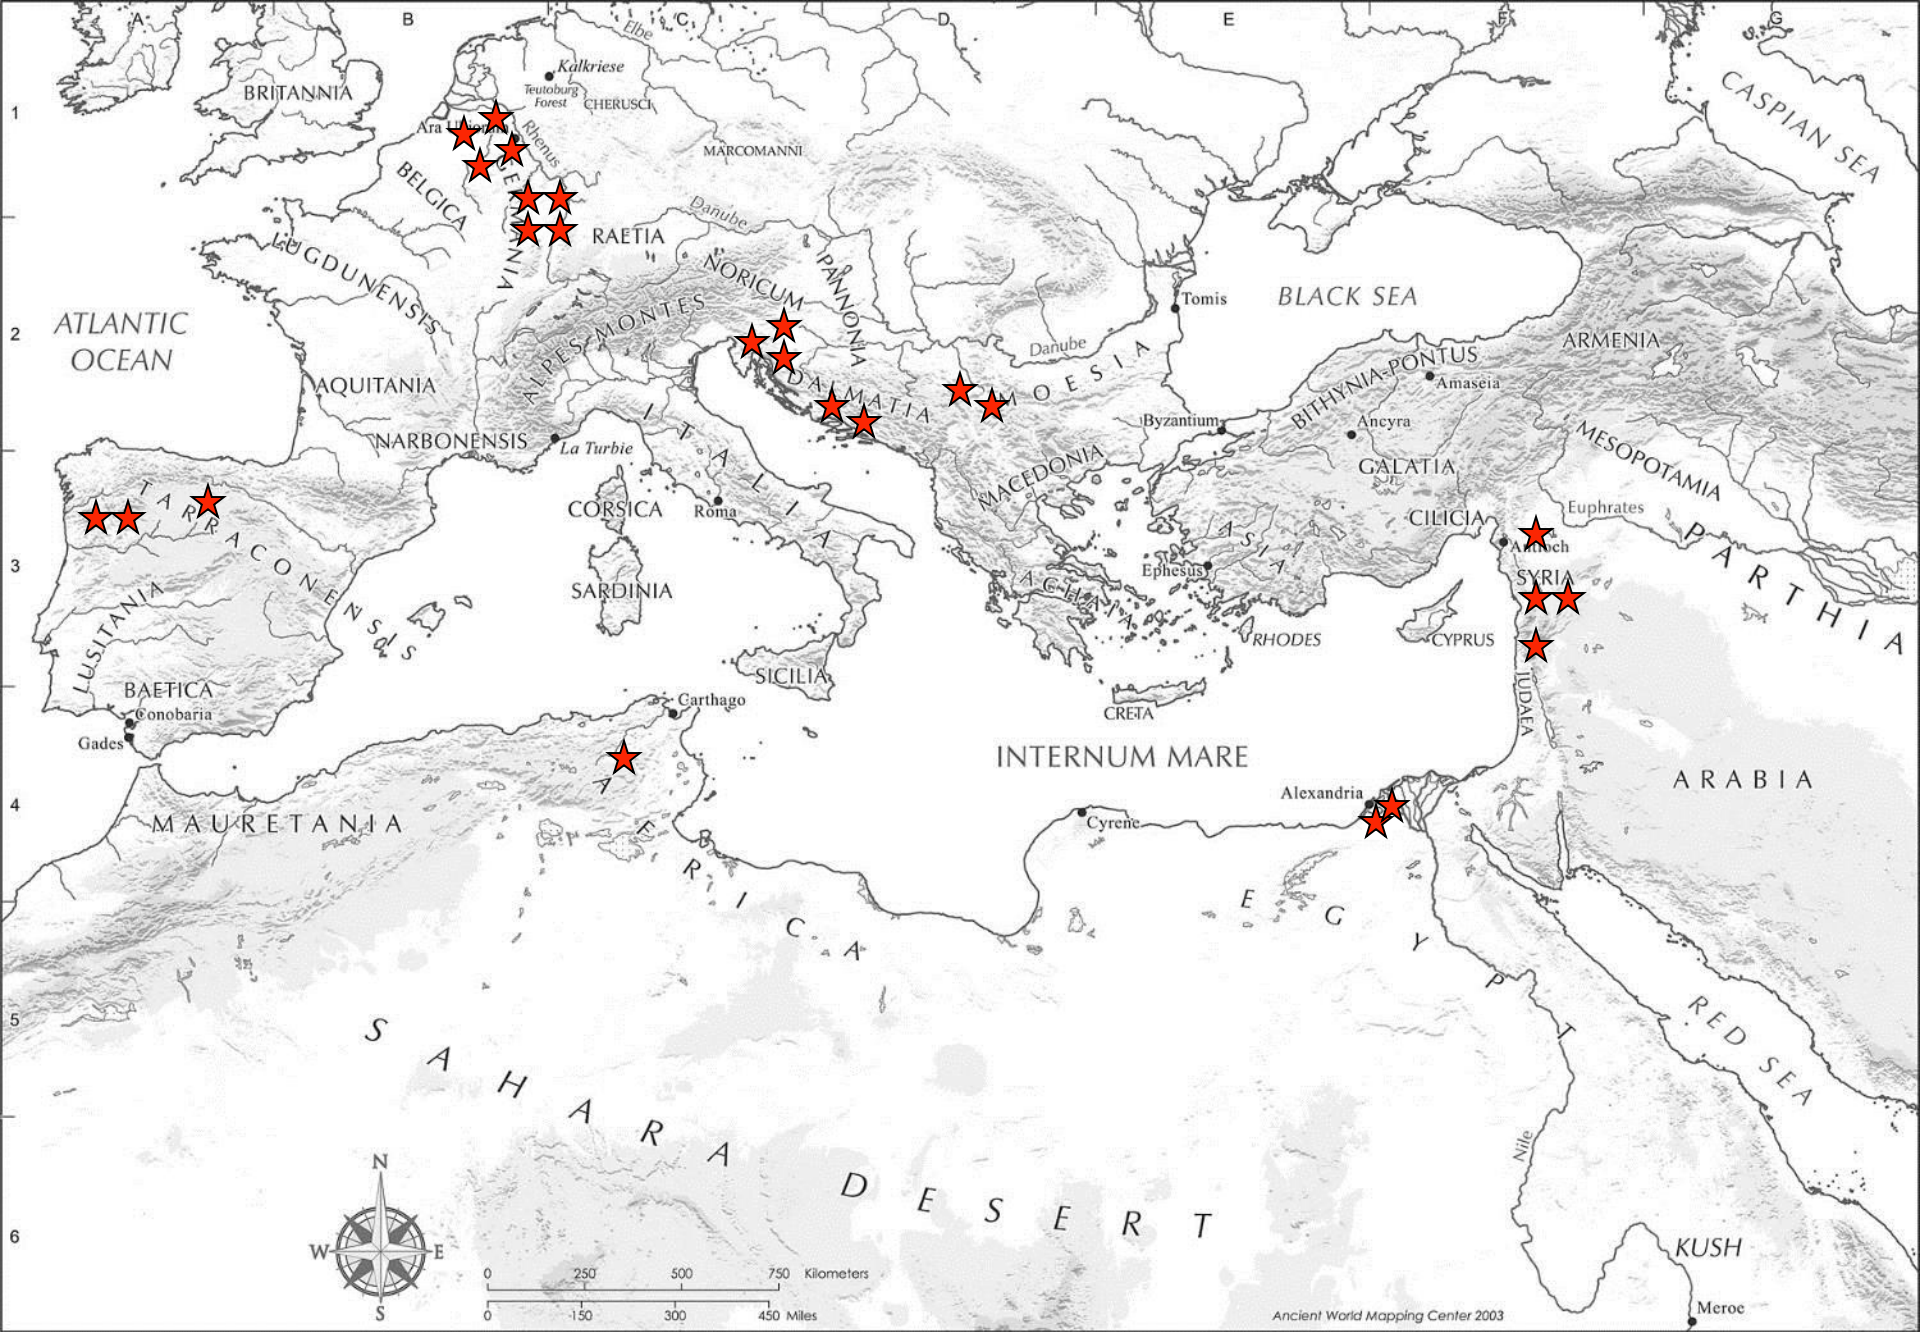 A
B
C
D
E
F
G
1
2
3
4
5
6
BRITANNIA
Elbe
Kalkriese
Teutoburg
Forest
CHERUSCI
Rhenus
MARCOMANNI
CASPIAN SEA
BELGICA
LUGDUNENSIS
RAETIA
Danube
NORICUM
PANNONIA
ALPES MONTES
ATLANTIC
OCEAN
AQUITANIA
NARBONENSIS
La Turbie
DALMATIA
MOESIA
Danube
Tomis
BLACK SEA
BITHYNIA-PONTUS
Amaseia
ARMENIA
Byzantium
Ancyra
GALATIA
MESOPOTAMIA
Euphrates
PARTHIA
MACEDONIA
ITALIA
Roma
CORSICA
SARDINIA
TARRACONENSIS
LUSITANIA
BAETICA
Conobaria
Gades
SICILIA
Carthago
ACHAIA
ASIA
Ephesus
RHODES
CRETA
CILICIA
Antioch
SYRIA
CYPRUS
JUDAEA
INTERNUM MARE
ARABIA
Alexandria
Cyrene
MAURETANIA
AFRICA
EGYPT
RED SEA
SAHARA DESERT
Nile
KUSH
Meroe
N
W
E
S
0 250 500 750 Kilometers
0 150 300 450 Miles
Ancient World Mapping Center 2003